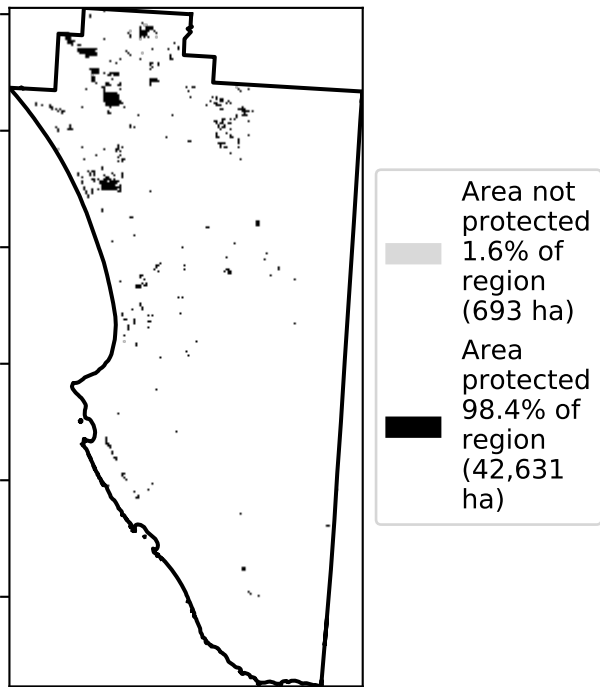 Area not
protected
1.6% of
region
(693 ha)
Area
protected
98.4% of
region
(42,631
ha)